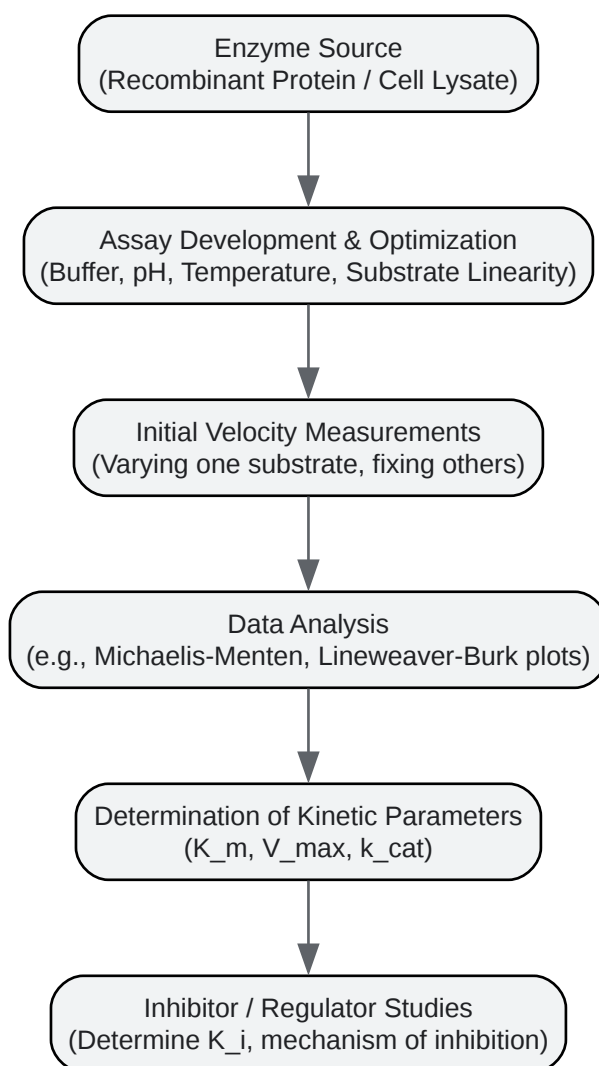 Enzyme Source
(Recombinant Protein / Cell Lysate)
Assay Development & Optimization
(Buffer, pH, Temperature, Substrate Linearity)
Initial Velocity Measurements
(Varying one substrate, fixing others)
Data Analysis
(e.g., Michaelis-Menten, Lineweaver-Burk plots)
Determination of Kinetic Parameters
(K_m, V_max, k_cat)
Inhibitor / Regulator Studies
(Determine K_i, mechanism of inhibition)